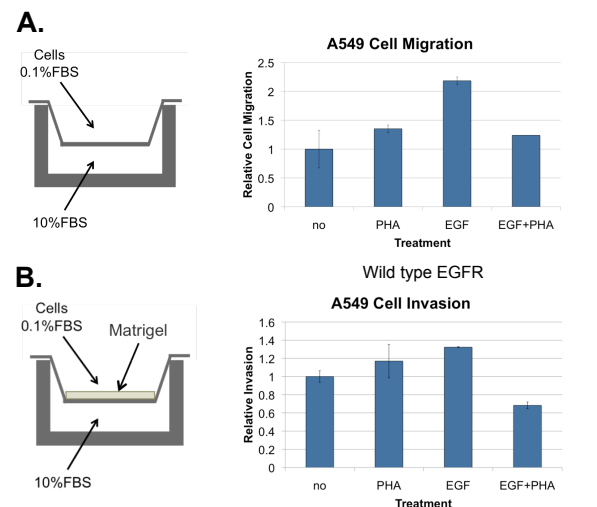 A.
Cells
0.1%FBS
10%FBS
A549 Cell Migration
Relative Cell Migration
2.5
2
1.5
1
0.5
0
no PHA EGF EGF+PHA
Treatment
B.
Wild type EGFR
Cells
0.1%FBS
Matrigel
10%FBS
A549 Cell Invasion
Relative Invasion
1.6
1.4
1.2
1
0.8
0.6
0.4
0.2
0
no PHA EGF EGF+PHA
Treatment